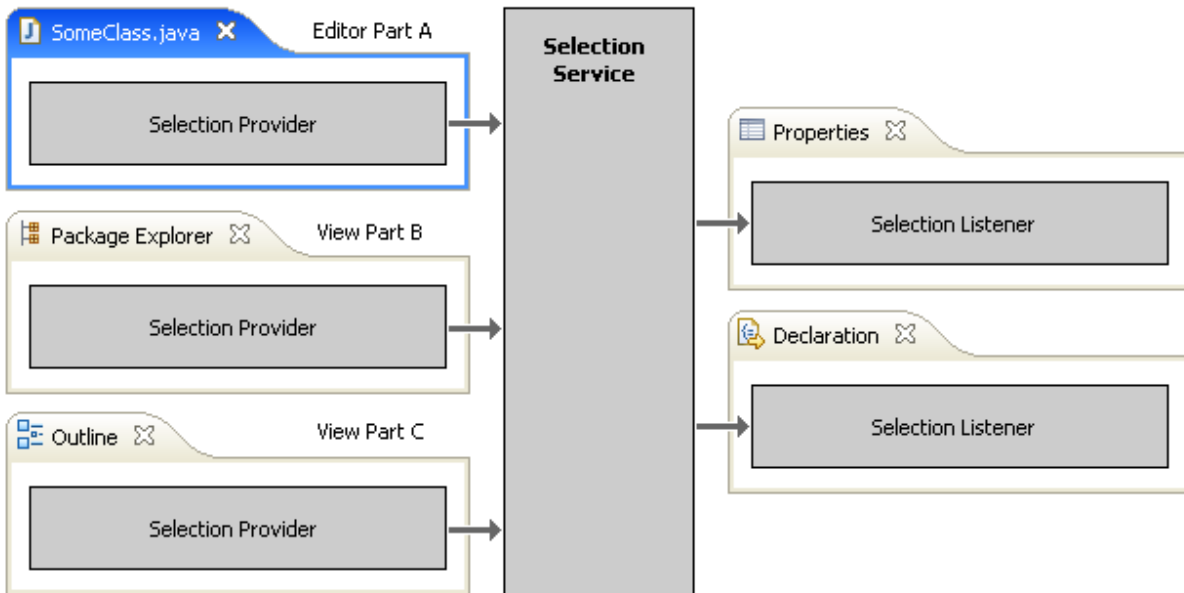 SomeClass.java
Editor Part A
Selection Provider
Package Explorer
View Part B
Selection Provider
Outline
View Part C
Selection Provider
Selection
Service
Properties
Selection Listener
Declaration
Selection Listener